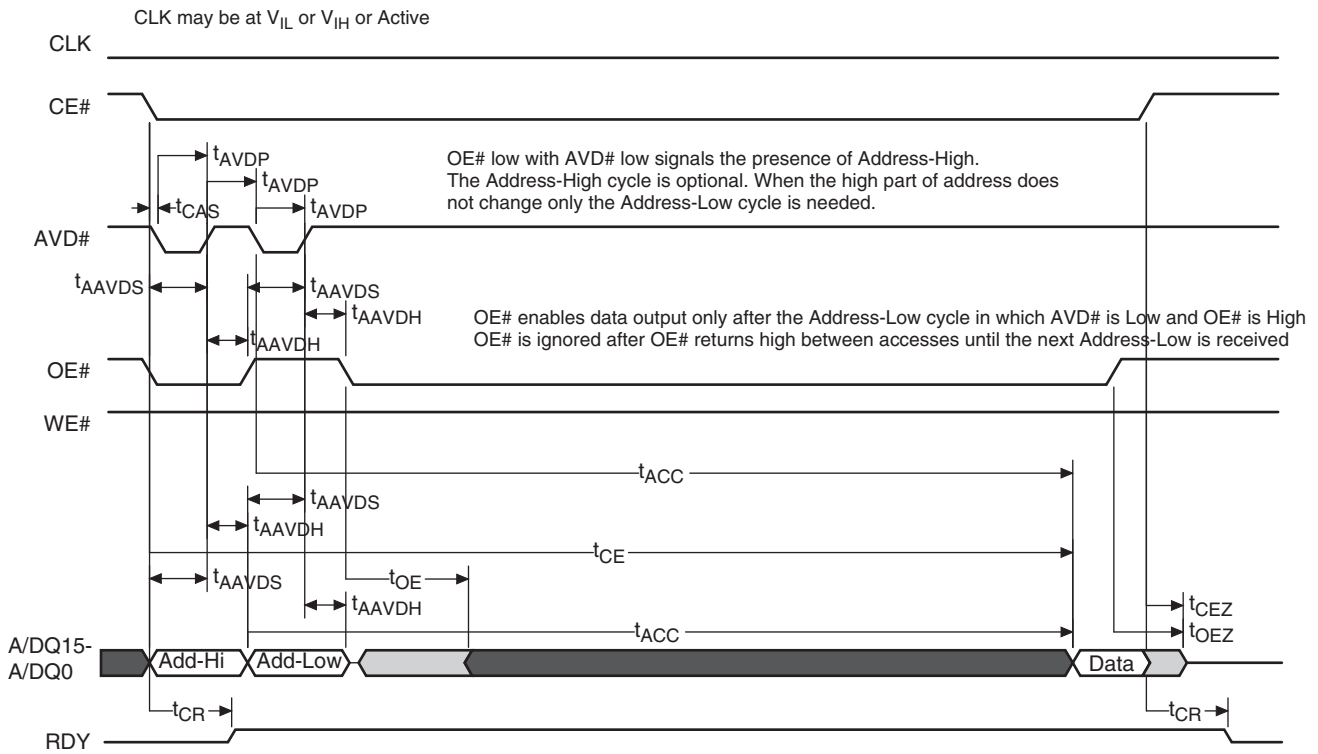 CLK may be at VIL or VIH or Active
CLK
CE#
tAVDP
tAVDP
tCAS
tAVDP
OE# low with AVD# low signals the presence of Address-High.
The Address-High cycle is optional. When the high part of address does
not change only the Address-Low cycle is needed.
AVD#
tAAVDS
tAAVDS
tAAVDH
tAAVDH
OE# enables data output only after the Address-Low cycle in which AVD# is Low and OE# is High
OE# is ignored after OE# returns high between accesses until the next Address-Low is received
OE#
WE#
tACC
tAAVDS
tAAVDH
tCE
tAAVDS
tOE
tAAVDH
tCEZ
tACC
tOEZ
A/DQ15-
A/DQ0
Add-Hi
Add-Low
Data
tCR
tCR
RDY